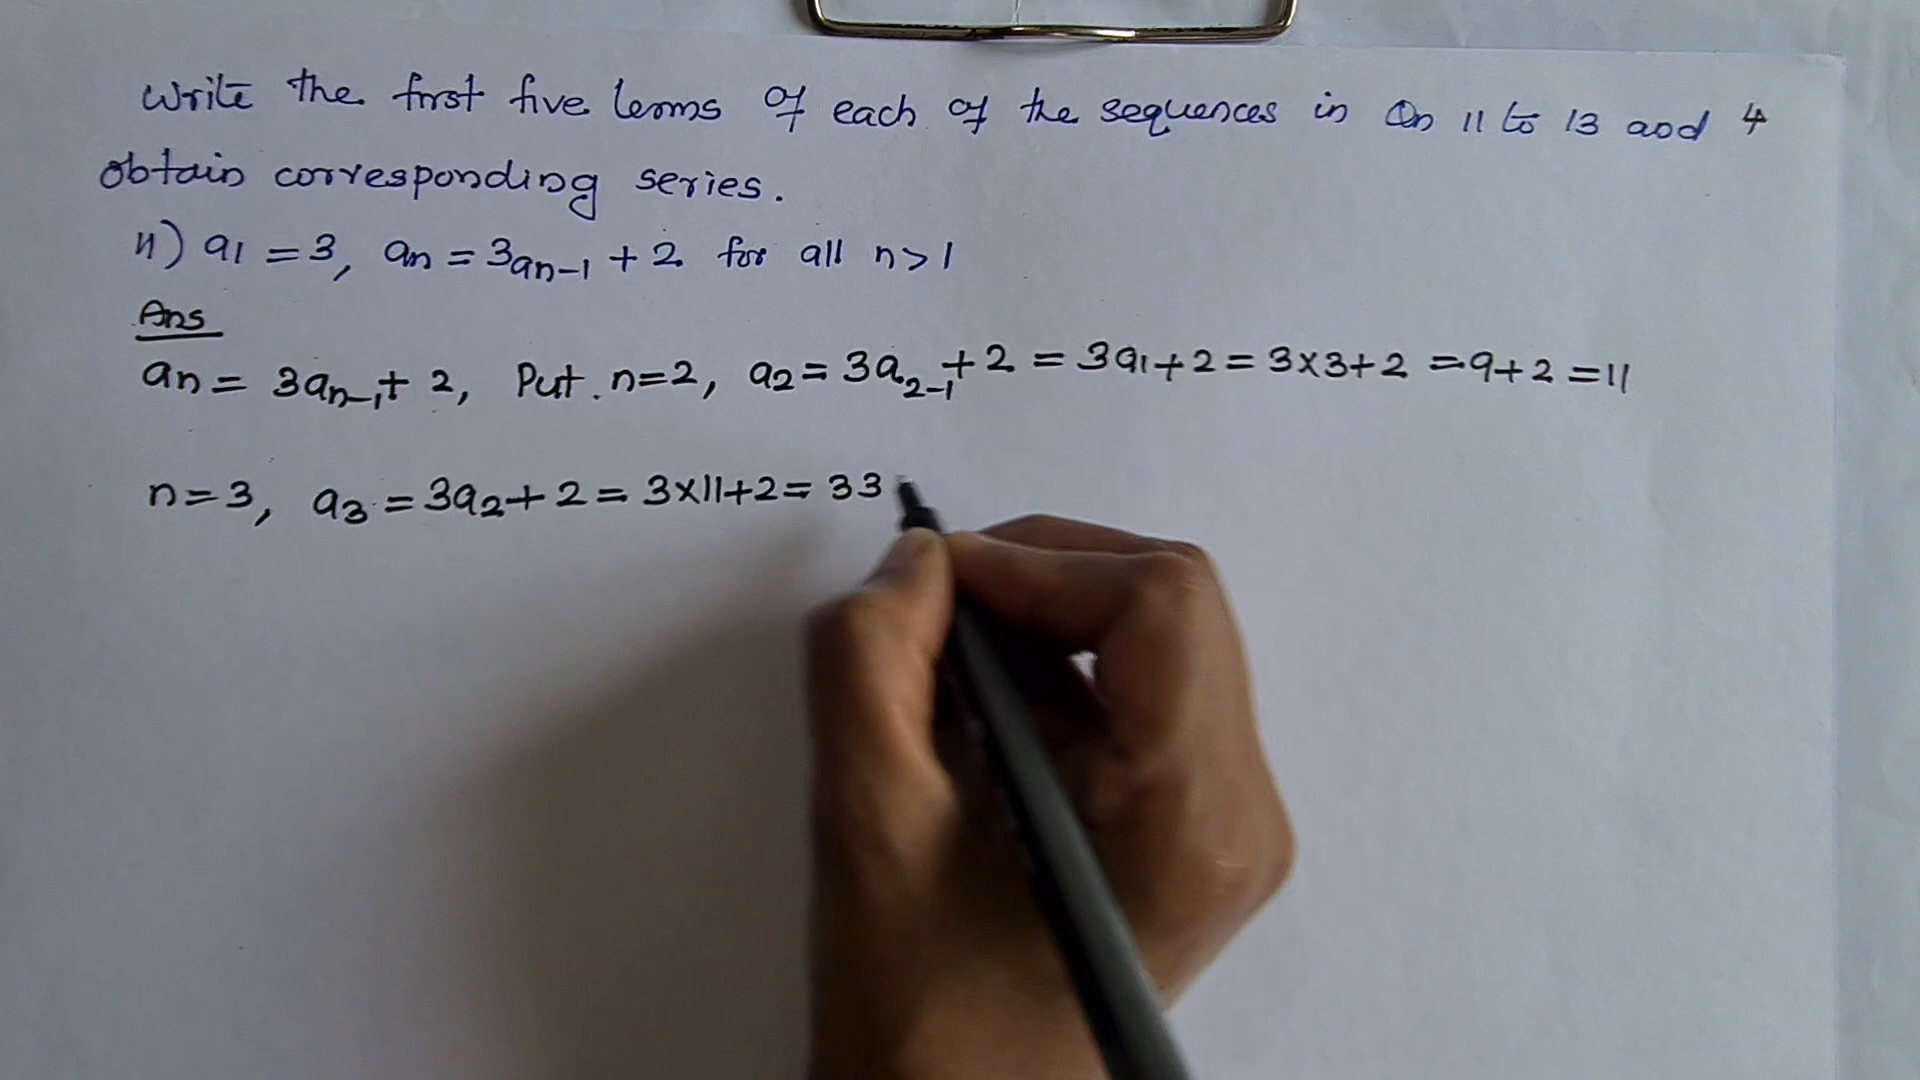 Write the first five terms of each of the sequences in Qn 11 to 13 and 4
obtain corresponding series.
11) a1 = 3, an = 3an-1 + 2 for all n > 1
Ans
an = 3an-1 + 2, Put. n=2, a2 = 3a2-1 + 2 = 3a1 + 2 = 3×3+2 = 9+2 = 11
n=3, a3 = 3a2 + 2 = 3×11+2 = 33